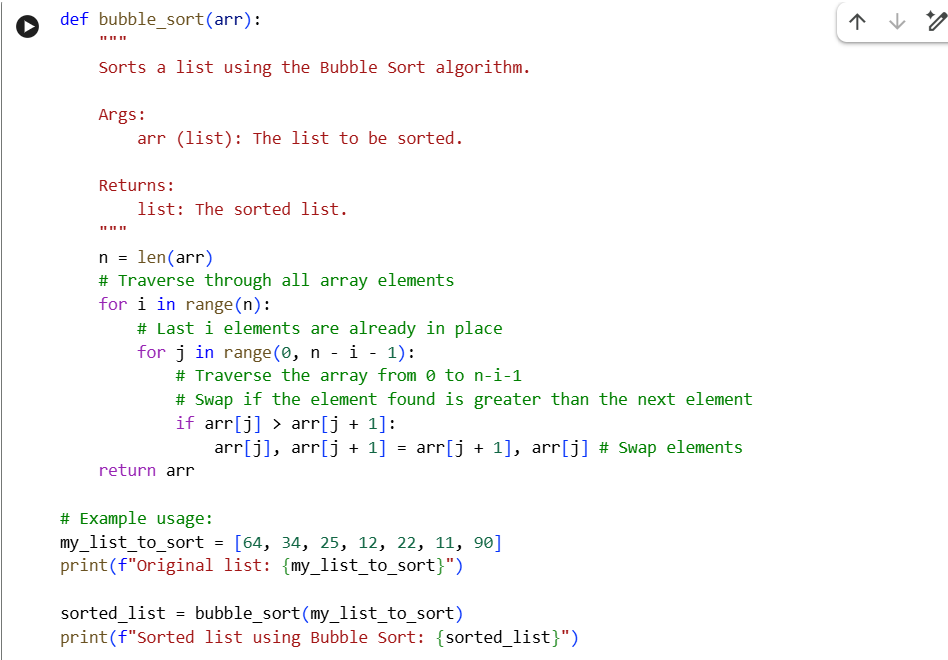 def bubble_sort(arr):
    """
    Sorts a list using the Bubble Sort algorithm.

    Args:
        arr (list): The list to be sorted.

    Returns:
        list: The sorted list.
    """
    n = len(arr)
    # Traverse through all array elements
    for i in range(n):
        # Last i elements are already in place
        for j in range(0, n - i - 1):
            # Traverse the array from 0 to n-i-1
            # Swap if the element found is greater than the next element
            if arr[j] > arr[j + 1]:
                arr[j], arr[j + 1] = arr[j + 1], arr[j] # Swap elements
    return arr

# Example usage:
my_list_to_sort = [64, 34, 25, 12, 22, 11, 90]
print(f"Original list: {my_list_to_sort}")

sorted_list = bubble_sort(my_list_to_sort)
print(f"Sorted list using Bubble Sort: {sorted_list}")